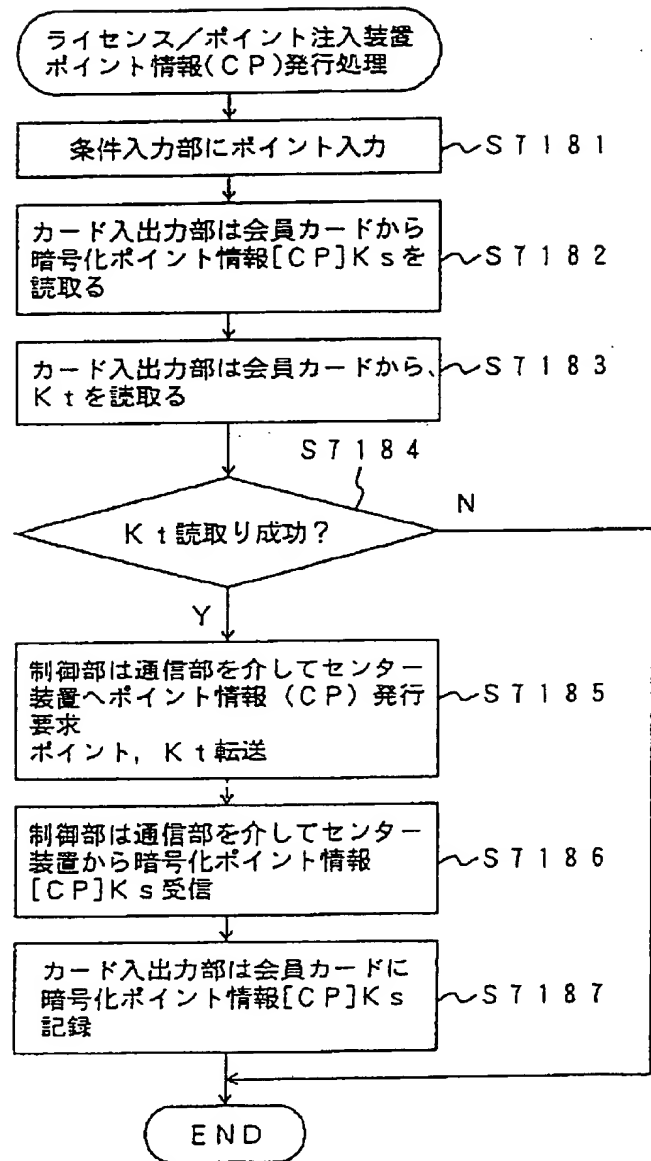 ライセンス／ポイント注入装置
ポイント情報(CP)発行処理
条件入力部にポイント入力
S7181
カード入出力部は会員カードから
暗号化ポイント情報[CP]Ksを
読取る
S7182
カード入出力部は会員カードから、
Ktを読取る
S7183
S7184
Kt読取り成功？
N
Y
制御部は通信部を介してセンター
装置へポイント情報（CP）発行
要求
ポイント，Kt転送
S7185
制御部は通信部を介してセンター
装置から暗号化ポイント情報
[CP]Ks受信
S7186
カード入出力部は会員カードに
暗号化ポイント情報[CP]Ks
記録
S7187
END